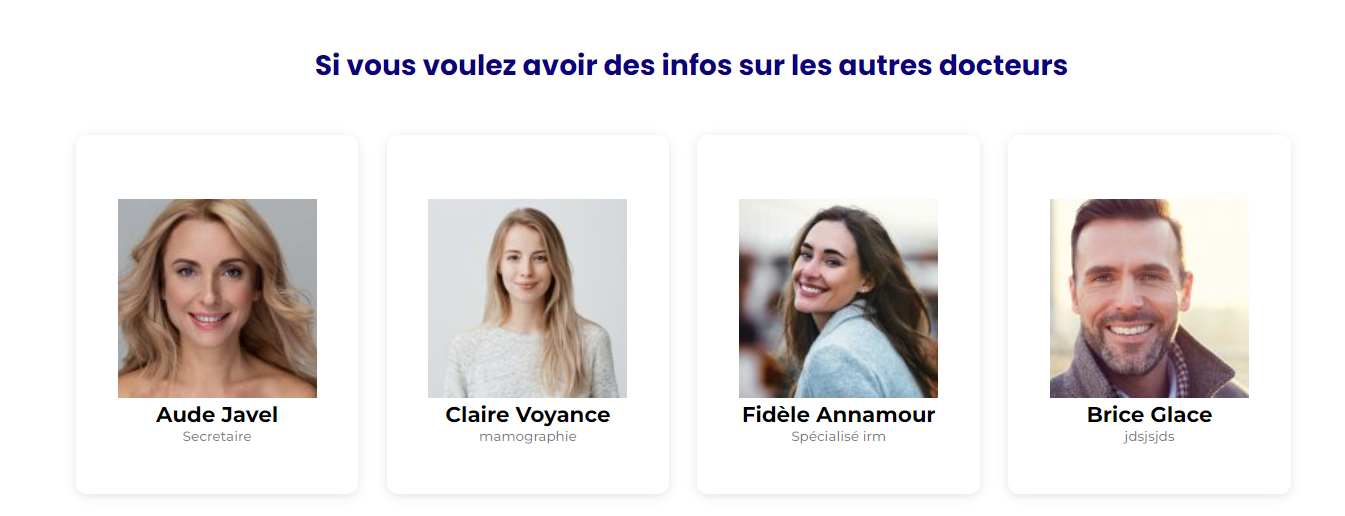 Si vous voulez avoir des infos sur les autres docteurs
Aude Javel
Secretaire
Claire Voyance
mamographie
Fidèle Annamour
Spécialisé irm
Brice Glace
jdsjsjds